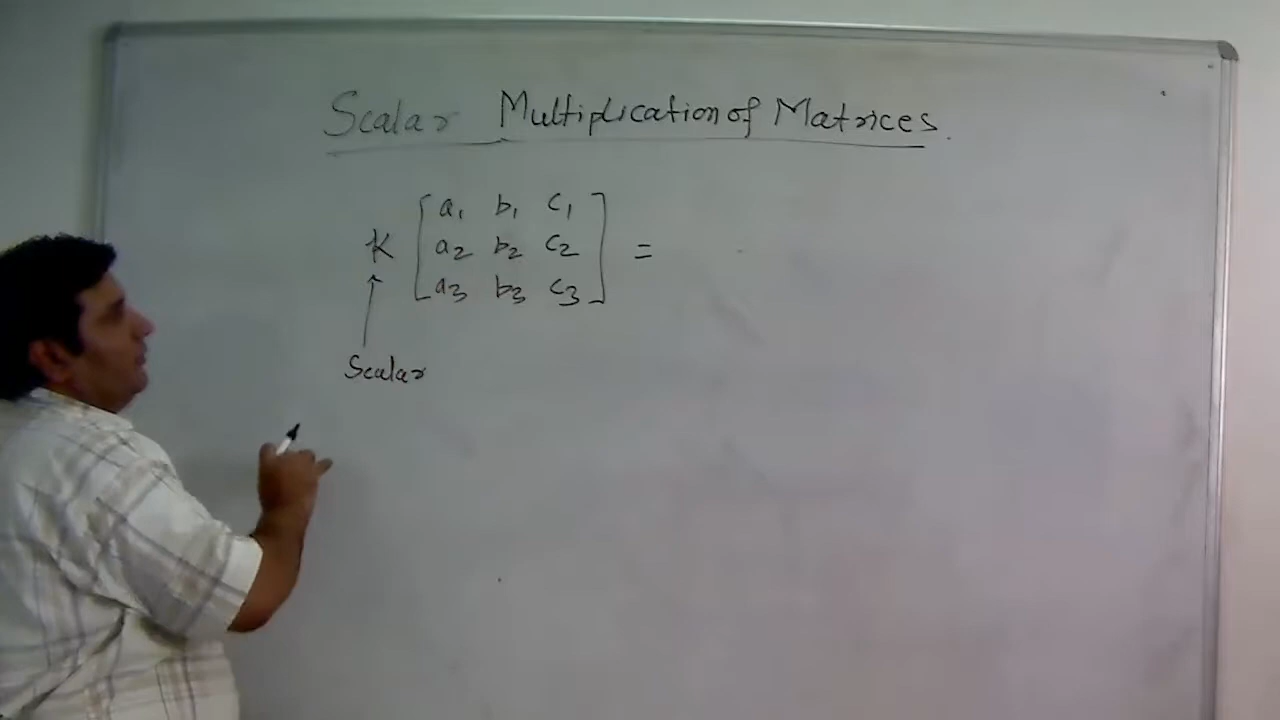 Scalar Multiplication of Matrices.
a₁ b₁ c₁
K a₂ b₂ c₂ =
a₃ b₃ c₃
Scalar